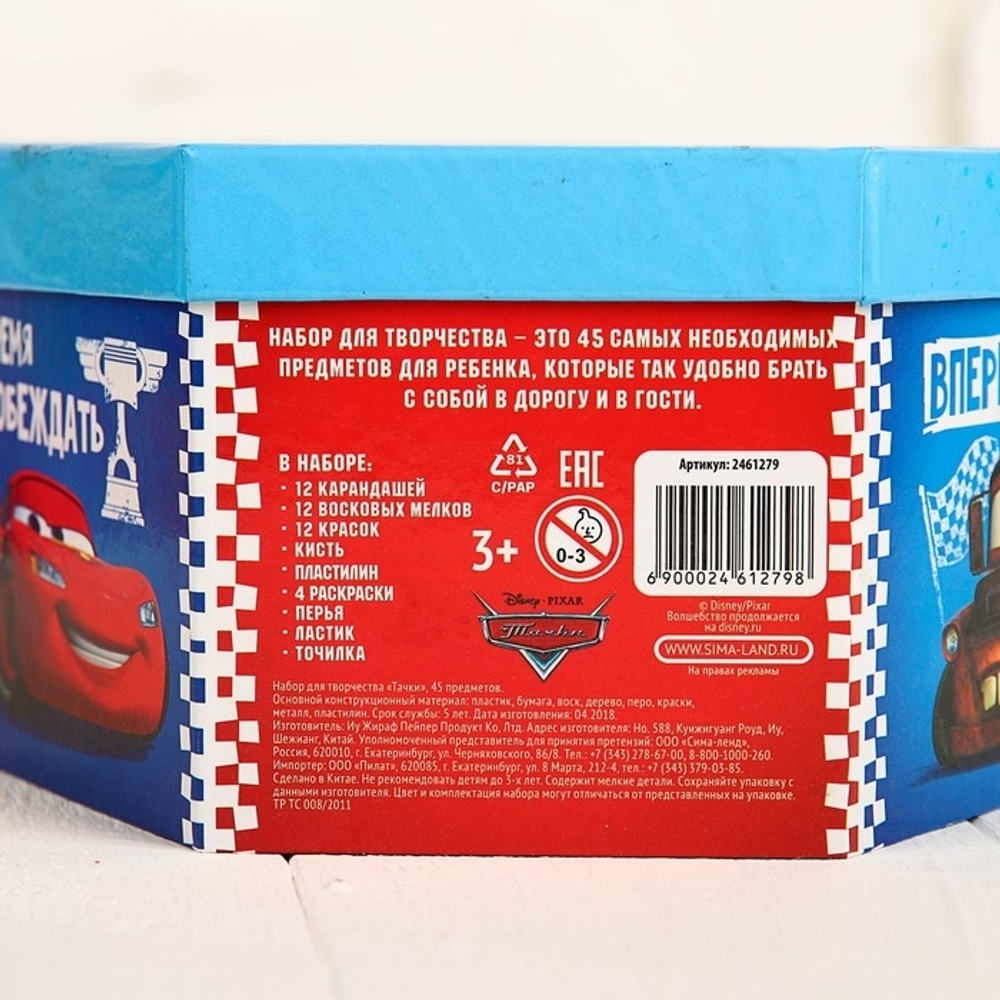 ОБЕЖДАТЬ
НАБОР ДЛЯ ТВОРЧЕСТВА – ЭТО 45 САМЫХ НЕОБХОДИМЫХ
ПРЕДМЕТОВ ДЛЯ РЕБЕНКА, КОТОРЫЕ ТАК УДОБНО БРАТЬ
С СОБОЙ В ДОРОГУ И В ГОСТИ.
В НАБОРЕ:
· 12 КАРАНДАШЕЙ
· 12 ВОСКОВЫХ МЕЛКОВ
· 12 КРАСОК
· КИСТЬ
· ПЛАСТИЛИН
· 4 РАСКРАСКИ
· ПЕРЬЯ
· ЛАСТИК
· ТОЧИЛКА
81
C/PAP
EAC
3+
0-3
Disney · PIXAR
Тачки
Артикул: 2461279
6 900024 612798
© Disney/Pixar
Волшебство продолжается
на disney.ru
WWW.SIMA-LAND.RU
На правах рекламы
Набор для творчества «Тачки», 45 предметов.
Основной конструкционный материал: пластик, бумага, воск, дерево, перо, краски,
металл, пластилин. Срок службы: 5 лет. Дата изготовления: 04.2018.
Изготовитель: Иу Жираф Пейпер Продукт Ко, Лтд. Адрес изготовителя: Но. 588, Куижигуанг Роуд, Иу,
Шежианг, Китай. Уполномоченный представитель для принятия претензий: ООО «Сима-ленд»,
Россия, 620010, г. Екатеринбург, ул. Черняховского, 86/8. Тел.: +7 (343) 278-67-00, 8-800-1000-260.
Импортер: ООО «Пилат», 620085, г. Екатеринбург, ул. 8 Марта, 212-4, тел.: +7 (343) 379-03-85.
Сделано в Китае. Не рекомендовать детям до 3-х лет. Содержит мелкие детали. Сохраняйте упаковку с
данными изготовителя. Цвет и комплектация набора могут отличаться от представленных на упаковке.
ТР ТС 008/2011
ВПЕР